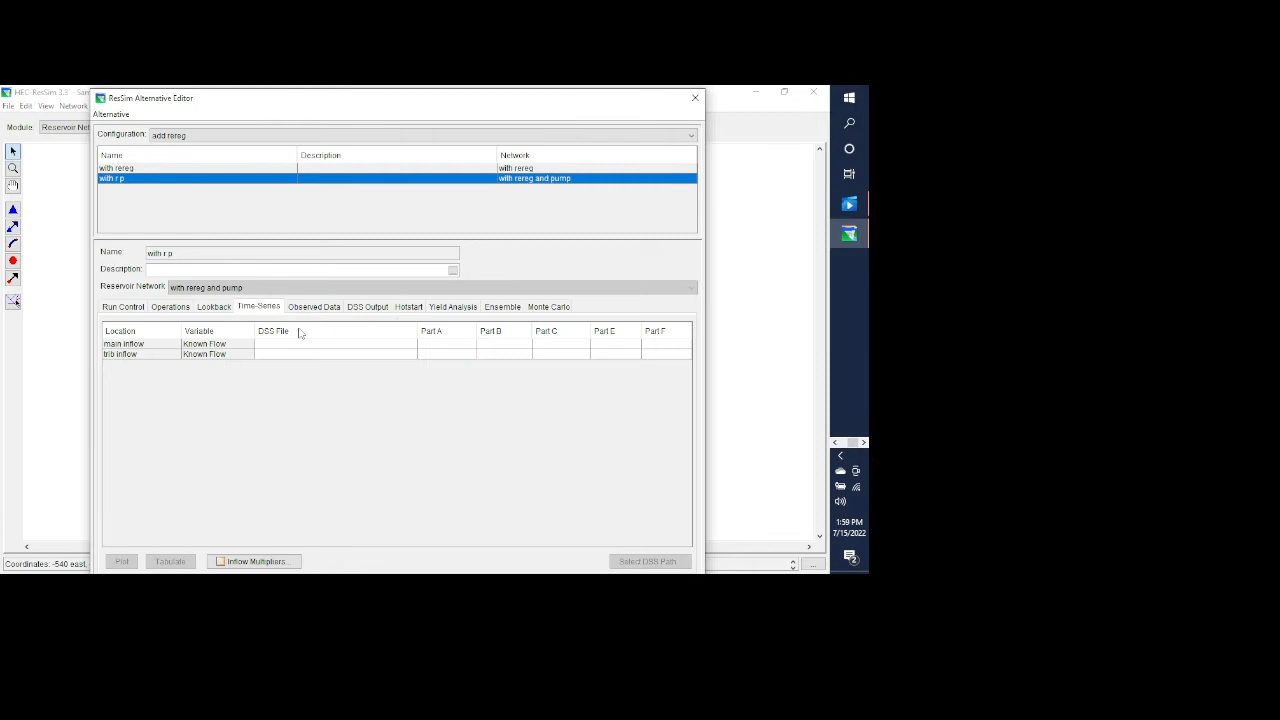 HEC-ResSim 3.3 - San
ResSim Alternative Editor
File Edit View Network
Alternative
Module: Reservoir Net
Configuration: add rereg
Name Description Network
with rereg with rereg
with r p with rereg and pump
Name: with r p
Description:
Reservoir Network with rereg and pump
Run Control Operations Lookback Time-Series Observed Data DSS Output Hotstart Yield Analysis Ensemble Monte Carlo
Location Variable DSS File Part A Part B Part C Part E Part F
main inflow Known Flow
trib inflow Known Flow
Plot Tabulate Inflow Multipliers... Select DSS Path
Coordinates: -540 east, ...
1:59 PM
7/15/2022
2